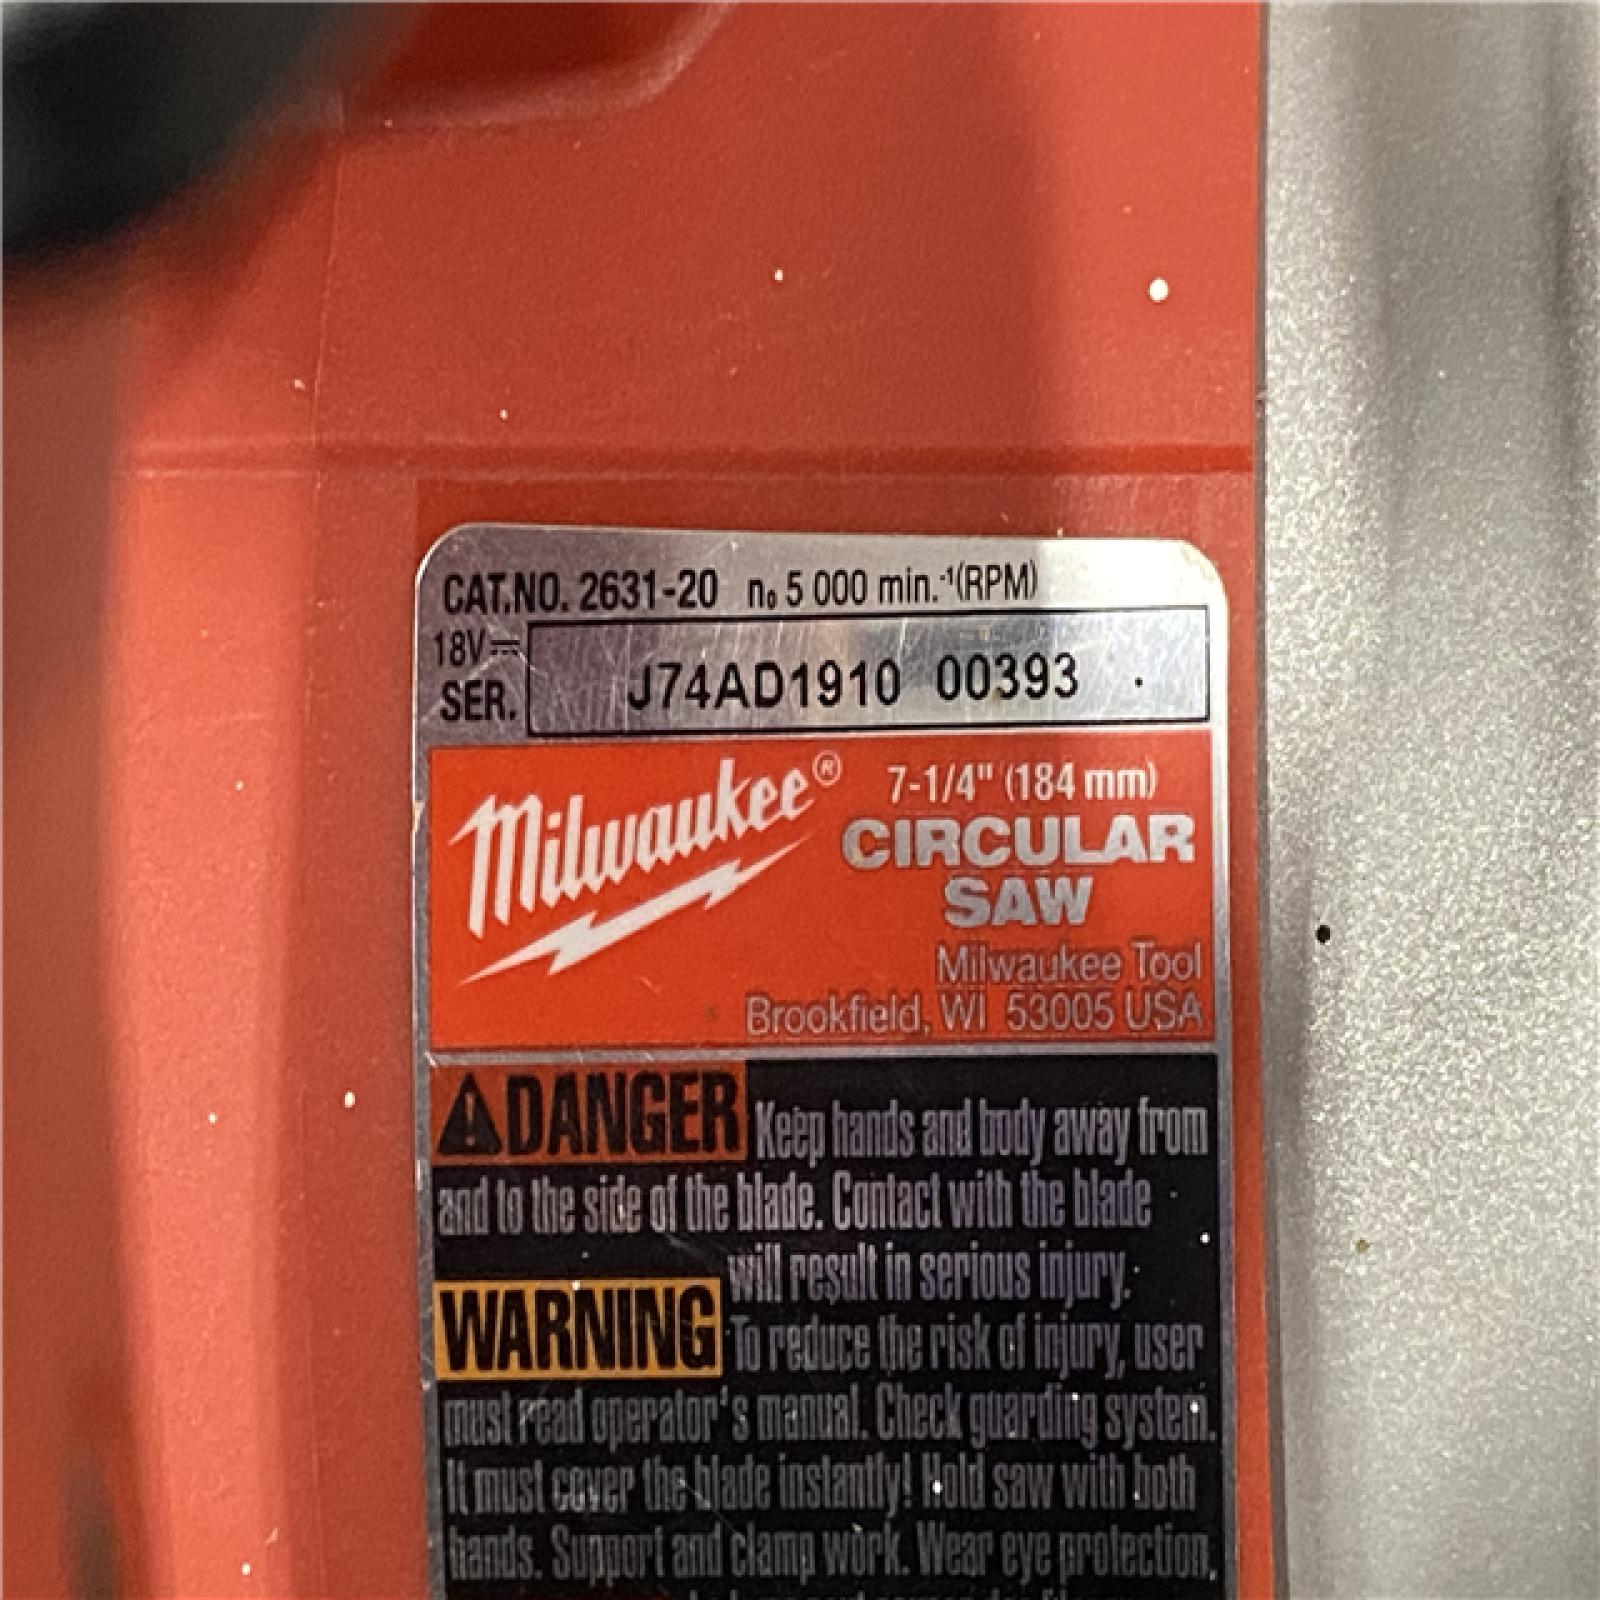 CAT.NO. 2631-20 n₀ 5 000 min.⁻¹(RPM)
18V⎓
SER. J74AD1910 00393
Milwaukee®
7-1/4" (184 mm)
CIRCULAR
SAW
Milwaukee Tool
Brookfield, WI 53005 USA
⚠DANGER Keep hands and body away from
and to the side of the blade. Contact with the blade
will result in serious injury.
WARNING To reduce the risk of injury, user
must read operator's manual. Check guarding system.
It must cover the blade instantly! Hold saw with both
hands. Support and clamp work. Wear eye protection.